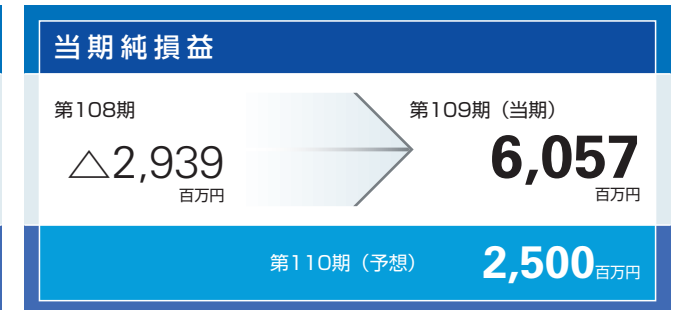 当期純損益
第108期
△2,939
百万円
第109期（当期）
6,057
百万円
第110期（予想） 2,500百万円